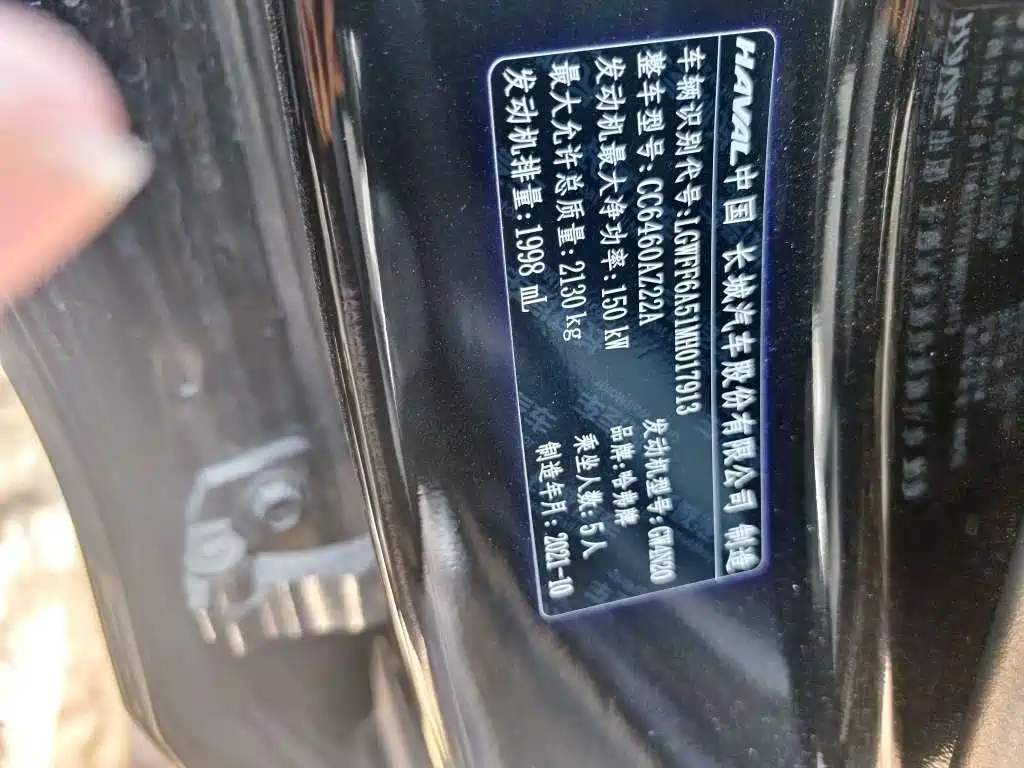 HAVAL 中国 长城汽车股份有限公司 制造
车辆识别代号:LGWFF6A51MH017913
整车型号:CC6460AZ22A 发动机型号:GW4N20
发动机最大净功率:150 kW 品牌:哈弗牌
最大允许总质量:2130 kg 乘坐人数:5人
发动机排量:1998 mL 制造年月:2021-10